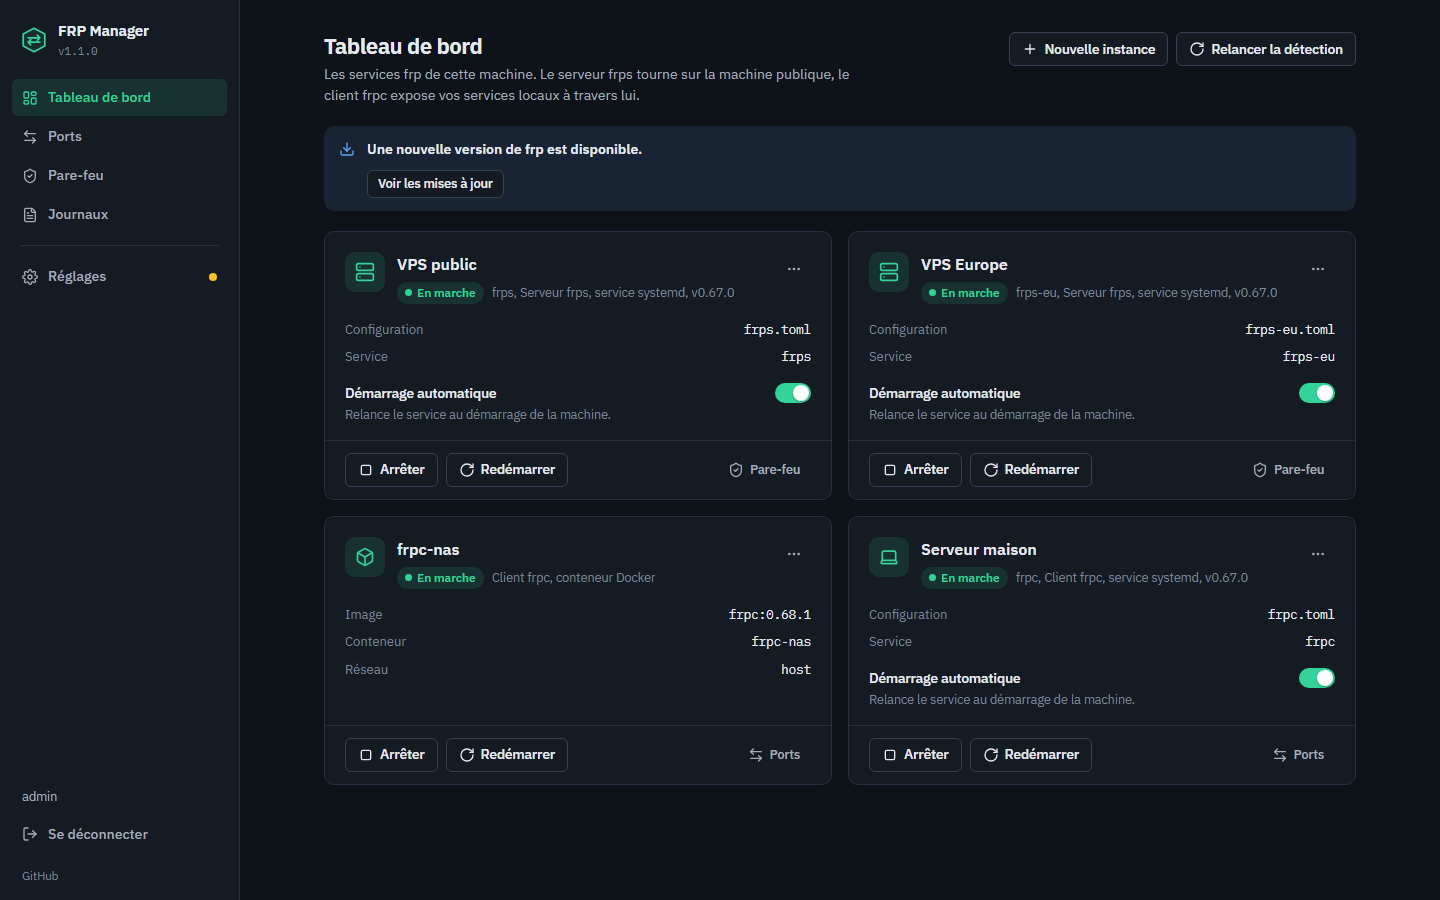 FRP Manager
v1.1.0
Tableau de bord
Ports
Pare-feu
Journaux
Réglages
admin
Se déconnecter
GitHub
Tableau de bord
Les services frp de cette machine. Le serveur frps tourne sur la machine publique, le
client frpc expose vos services locaux à travers lui.
Nouvelle instance
Relancer la détection
Une nouvelle version de frp est disponible.
Voir les mises à jour
VPS public
En marche frps, Serveur frps, service systemd, v0.67.0
Configuration frps.toml
Service frps
Démarrage automatique
Relance le service au démarrage de la machine.
Arrêter Redémarrer Pare-feu
VPS Europe
En marche frps-eu, Serveur frps, service systemd, v0.67.0
Configuration frps-eu.toml
Service frps-eu
Démarrage automatique
Relance le service au démarrage de la machine.
Arrêter Redémarrer Pare-feu
frpc-nas
En marche Client frpc, conteneur Docker
Image frpc:0.68.1
Conteneur frpc-nas
Réseau host
Arrêter Redémarrer Ports
Serveur maison
En marche frpc, Client frpc, service systemd, v0.67.0
Configuration frpc.toml
Service frpc
Démarrage automatique
Relance le service au démarrage de la machine.
Arrêter Redémarrer Ports